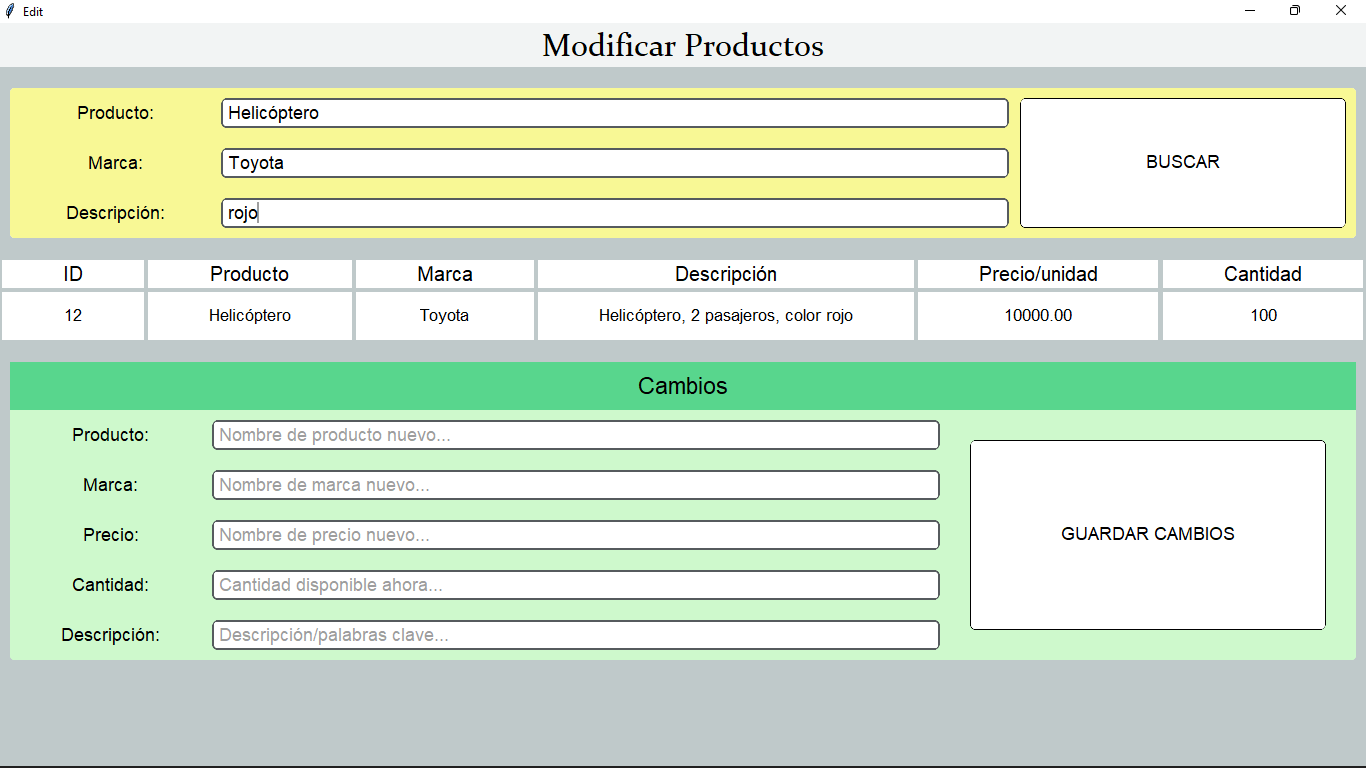 Edit
Modificar Productos
Producto: Helicóptero
Marca: Toyota
BUSCAR
Descripción: rojo
ID Producto Marca Descripción Precio/unidad Cantidad
12 Helicóptero Toyota Helicóptero, 2 pasajeros, color rojo 10000.00 100
Cambios
Producto: Nombre de producto nuevo...
Marca: Nombre de marca nuevo...
Precio: Nombre de precio nuevo...
GUARDAR CAMBIOS
Cantidad: Cantidad disponible ahora...
Descripción: Descripción/palabras clave...